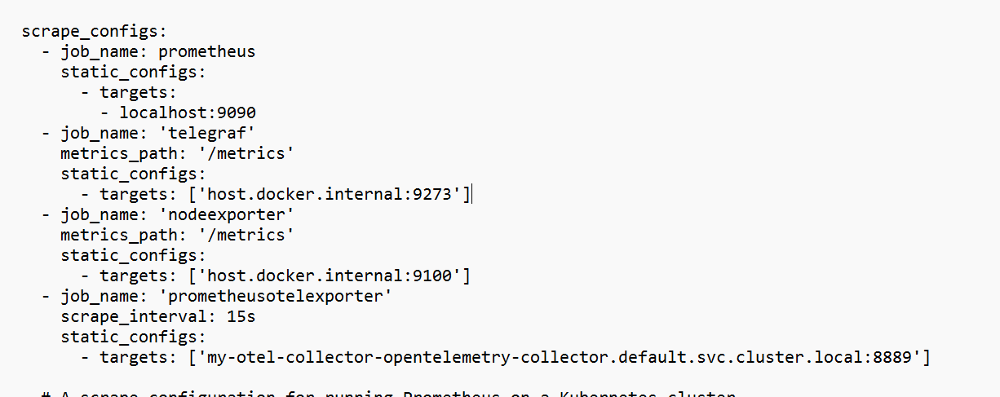 scrape_configs:
  - job_name: prometheus
    static_configs:
      - targets:
        - localhost:9090
  - job_name: 'telegraf'
    metrics_path: '/metrics'
    static_configs:
      - targets: ['host.docker.internal:9273']
  - job_name: 'nodeexporter'
    metrics_path: '/metrics'
    static_configs:
      - targets: ['host.docker.internal:9100']
  - job_name: 'prometheusotelexporter'
    scrape_interval: 15s
    static_configs:
      - targets: ['my-otel-collector-opentelemetry-collector.default.svc.cluster.local:8889']
  # A scrape configuration for running Prometheus on a Kubernetes cluster